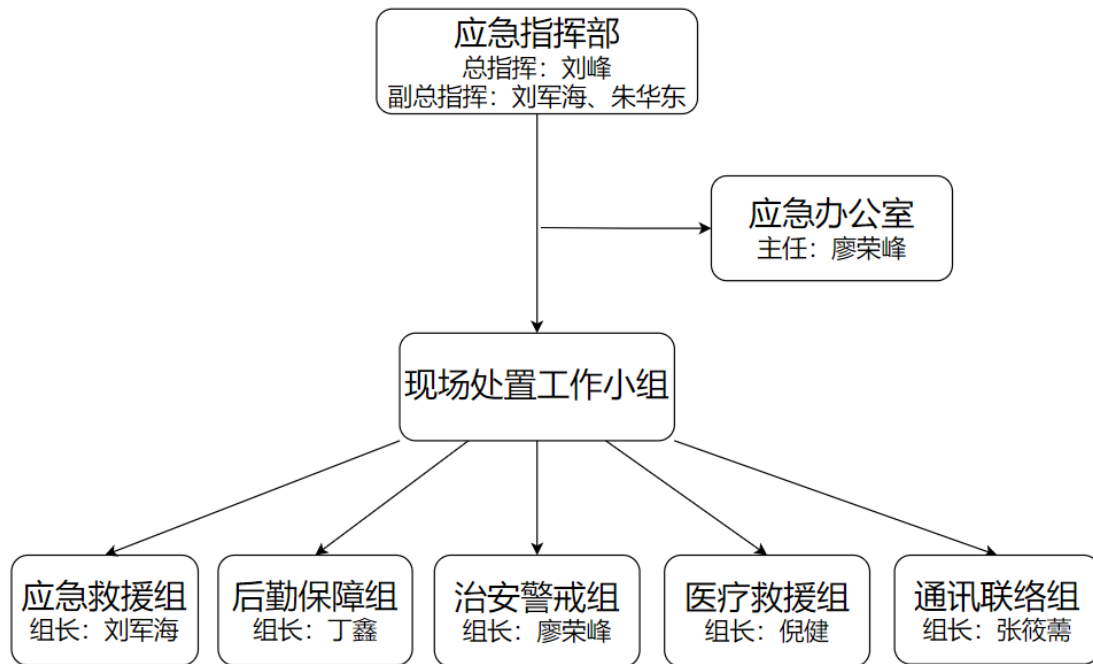 应急指挥部
总指挥：刘峰
副总指挥：刘军海、朱华东
应急办公室
主任：廖荣峰
现场处置工作小组
应急救援组
组长：刘军海
后勤保障组
组长：丁鑫
治安警戒组
组长：廖荣峰
医疗救援组
组长：倪健
通讯联络组
组长：张筱薷